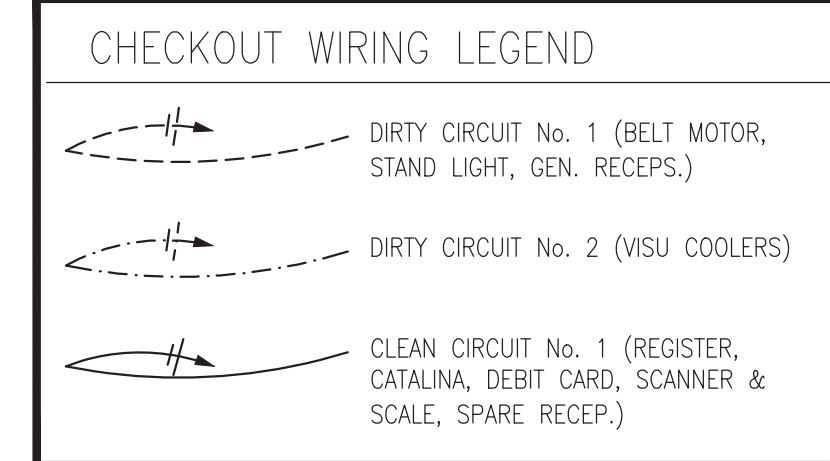 CHECKOUT WIRING LEGEND
DIRTY CIRCUIT No. 1 (BELT MOTOR,
STAND LIGHT, GEN. RECEPS.)
DIRTY CIRCUIT No. 2 (VISU COOLERS)
CLEAN CIRCUIT No. 1 (REGISTER,
CATALINA, DEBIT CARD, SCANNER &
SCALE, SPARE RECEP.)